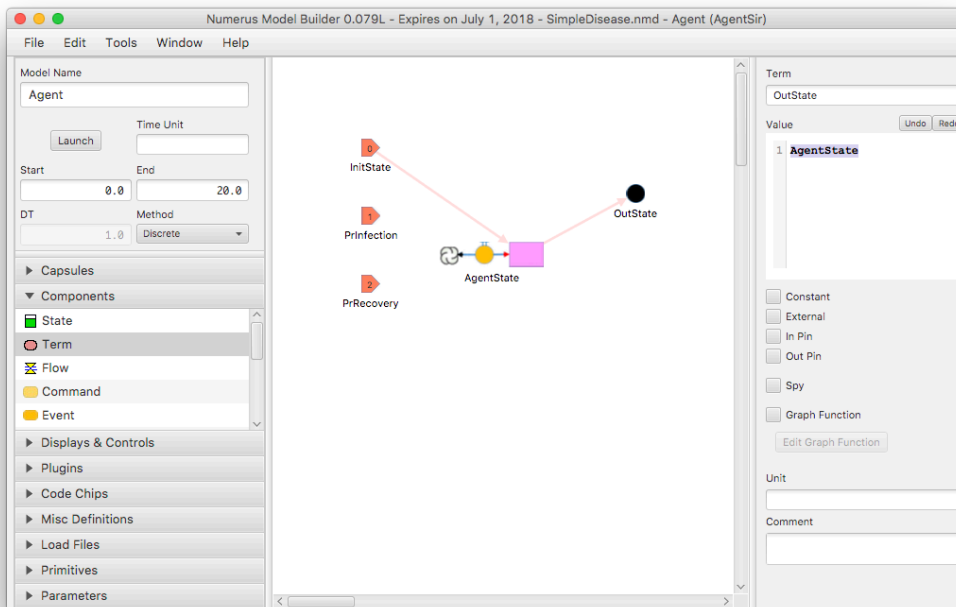 Numerus Model Builder 0.079L - Expires on July 1, 2018 - SimpleDisease.nmd - Agent (AgentSir)
File Edit Tools Window Help
Model Name
Agent
Time Unit
Launch
Start End
0.0 20.0
DT Method
1.0 Discrete
Capsules
Components
State
Term
Flow
Command
Event
Displays & Controls
Plugins
Code Chips
Misc Definitions
Load Files
Primitives
Parameters
0
InitState
1
PrInfection
2
PrRecovery
AgentState
OutState
Term
OutState
Value Undo Redo
1 AgentState
Constant
External
In Pin
Out Pin
Spy
Graph Function
Edit Graph Function
Unit
Comment